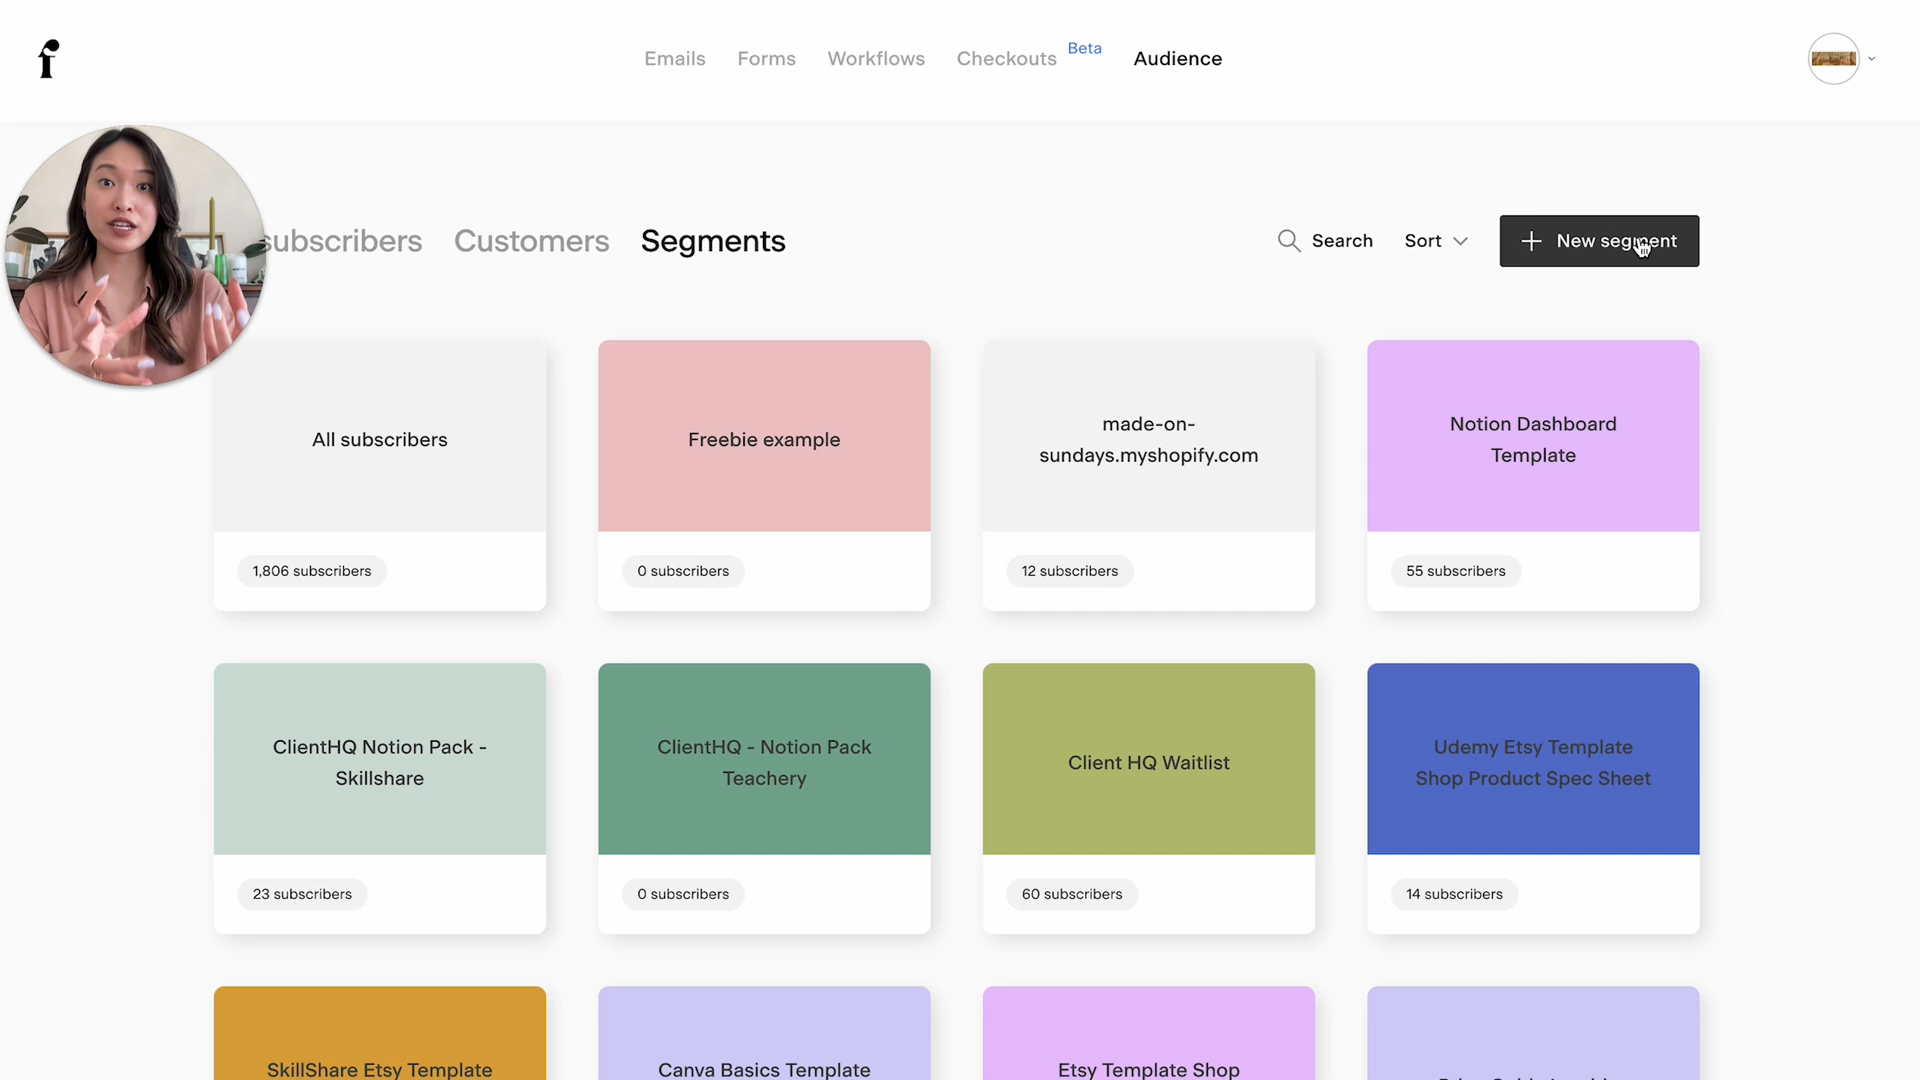 f
Emails Forms Workflows Checkouts Beta Audience
subscribers Customers Segments
Search Sort New segment
All subscribers
1,806 subscribers
Freebie example
0 subscribers
made-on-
sundays.myshopify.com
12 subscribers
Notion Dashboard
Template
55 subscribers
ClientHQ Notion Pack -
Skillshare
23 subscribers
ClientHQ - Notion Pack
Teachery
0 subscribers
Client HQ Waitlist
60 subscribers
Udemy Etsy Template
Shop Product Spec Sheet
14 subscribers
SkillShare Etsy Template
Canva Basics Template
Etsy Template Shop